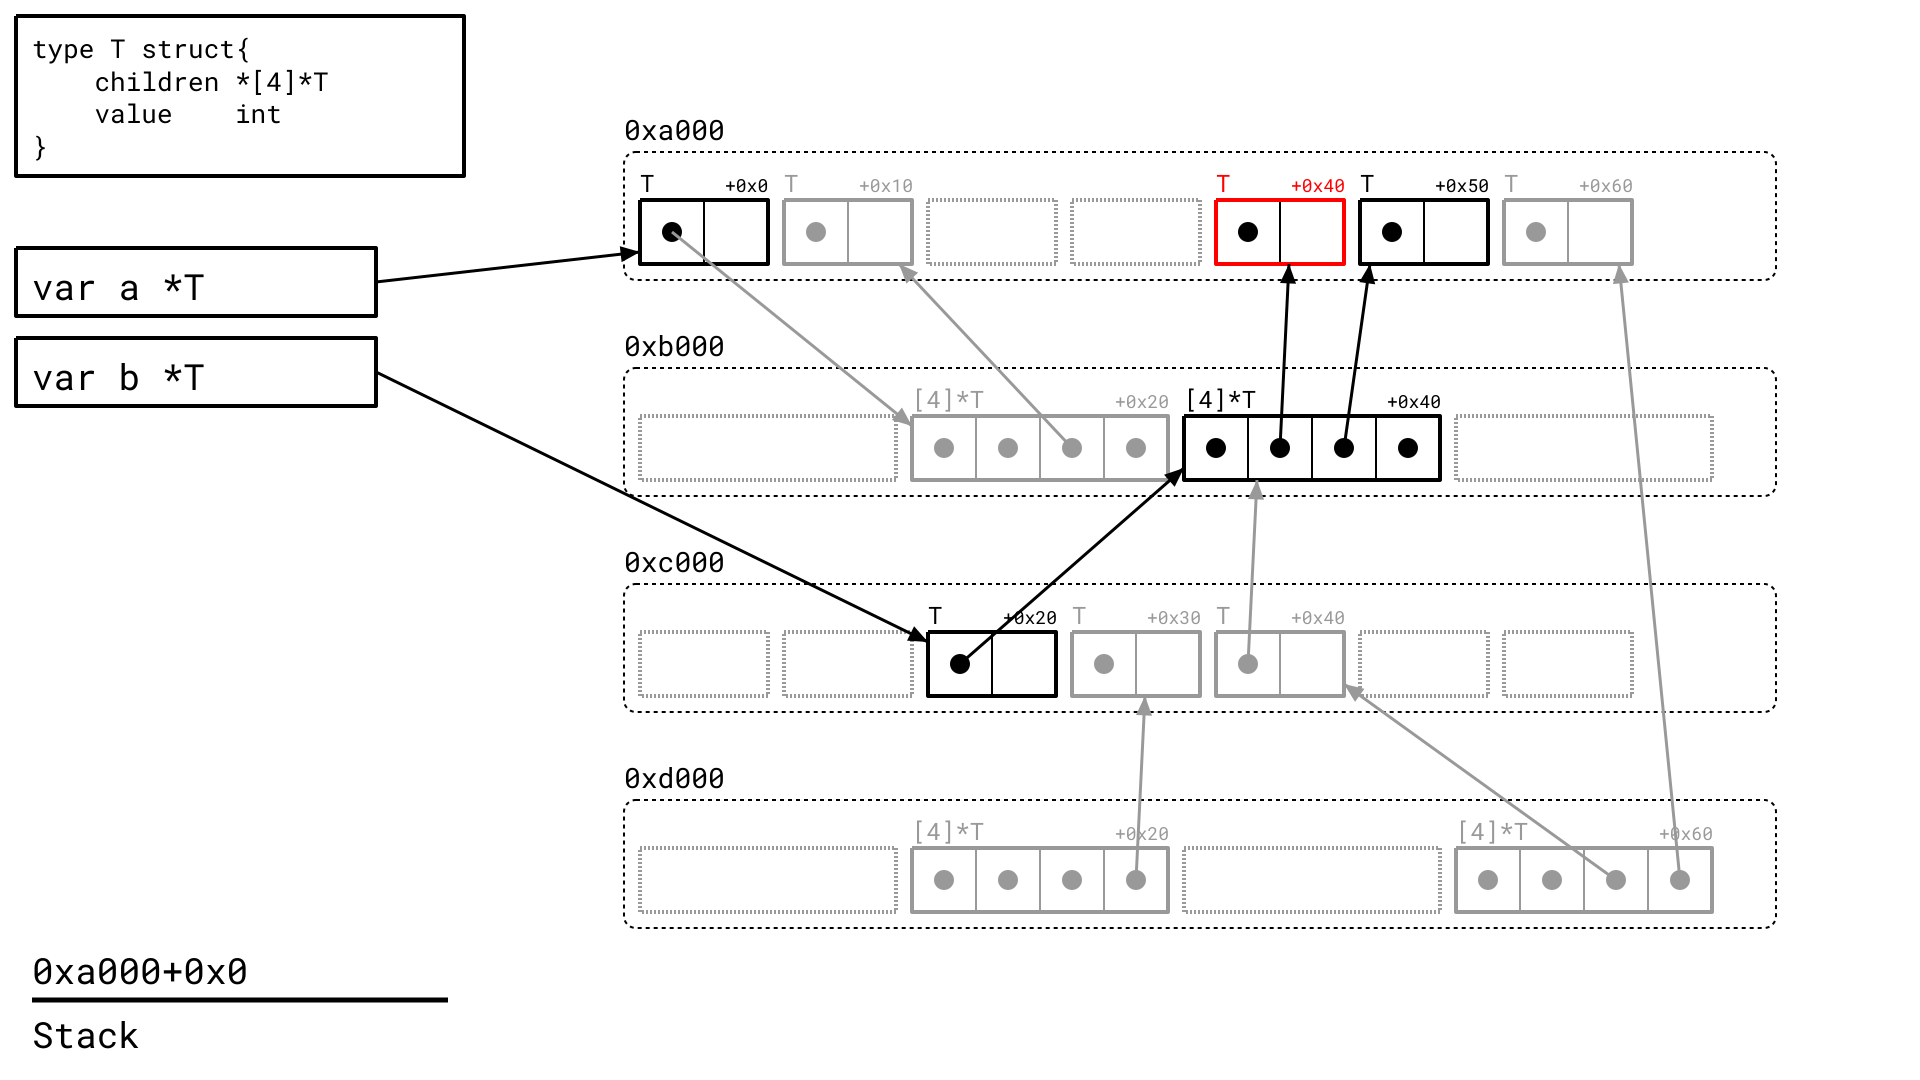 type T struct{
    children *[4]*T
    value    int
}
var a *T
var b *T
0xa000
T +0x0 T +0x10 T +0x40 T +0x50 T +0x60
0xb000
[4]*T +0x20 [4]*T +0x40
0xc000
T +0x20 T +0x30 T +0x40
0xd000
[4]*T +0x20 [4]*T +0x60
0xa000+0x0
Stack